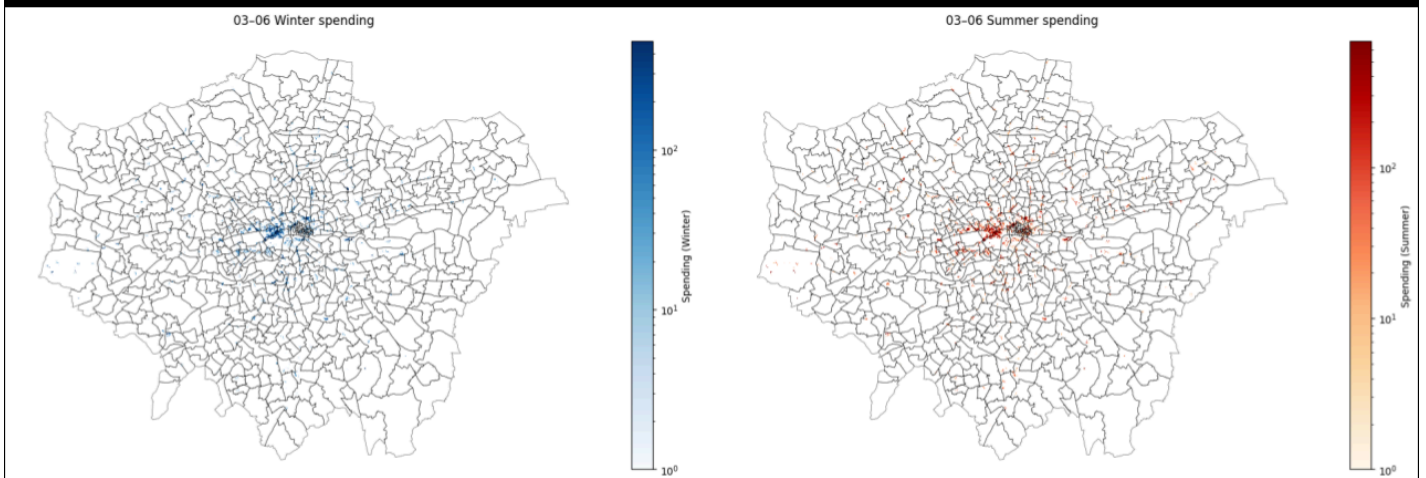 03–06 Winter spending
10²
10¹
10⁰
Spending (Winter)
03–06 Summer spending
10²
10¹
10⁰
Spending (Summer)